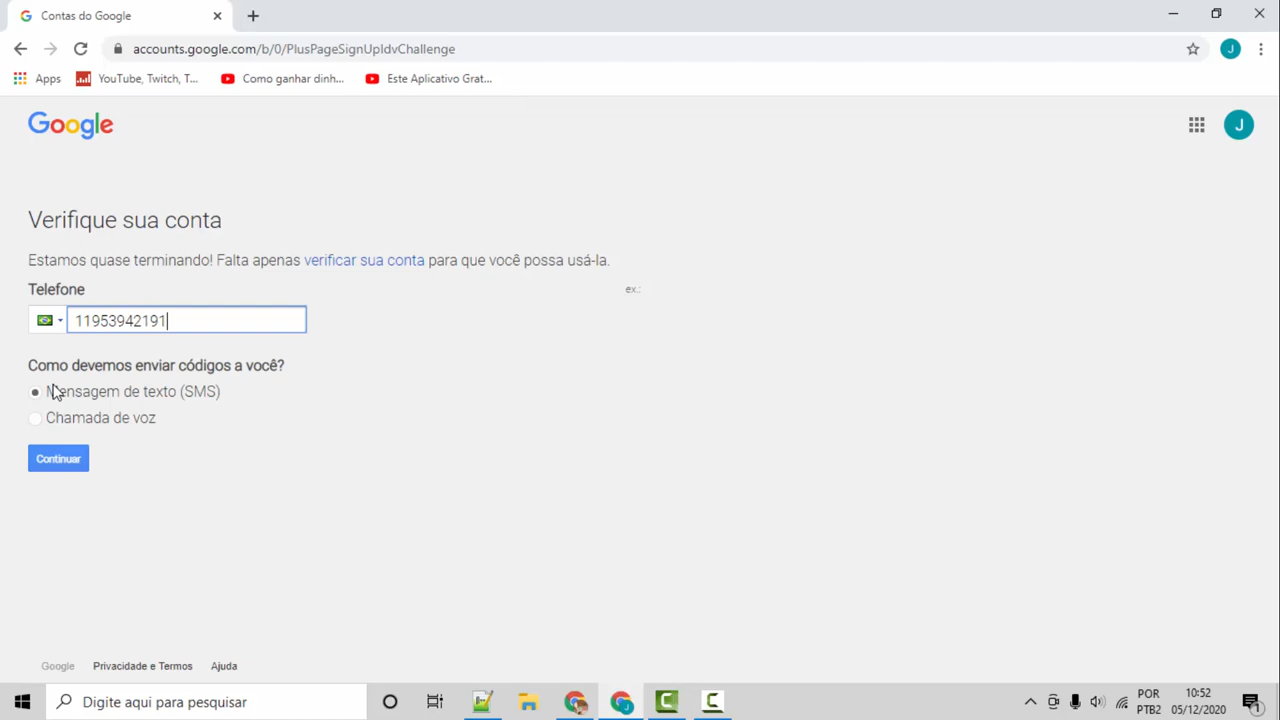 Contas do Google
accounts.google.com/b/0/PlusPageSignUpIdvChallenge
J
Apps
YouTube, Twitch, T...
Como ganhar dinh...
Este Aplicativo Grat...
Google
J
Verifique sua conta
Estamos quase terminando! Falta apenas verificar sua conta para que você possa usá-la.
Telefone
ex.:
11953942191
Como devemos enviar códigos a você?
Mensagem de texto (SMS)
Chamada de voz
Continuar
Google
Privacidade e Termos
Ajuda
Digite aqui para pesquisar
POR
PTB2
10:52
05/12/2020
1